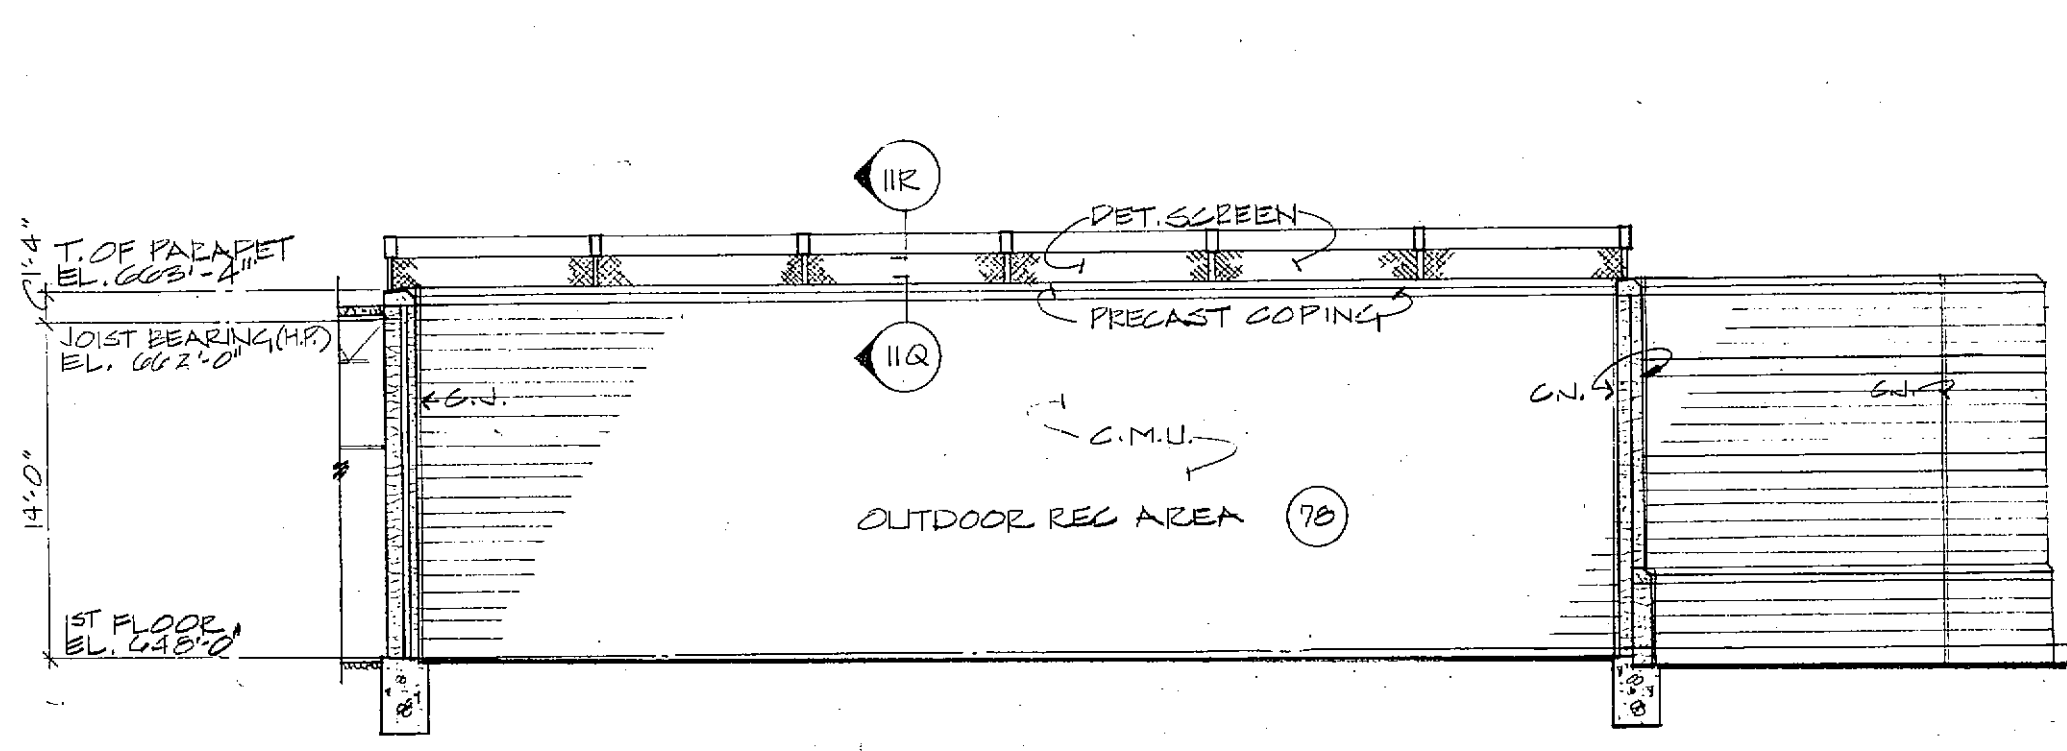 11R
DET. SCREEN
1'-4"
T. OF PARAPET
EL. 663'-4"
PRECAST COPING
JOIST BEARING (H.P.)
EL. 662'-0"
11Q
C.J.
C.J.
C.J.
C.M.U.
14'-0"
OUTDOOR REC AREA
78
1ST FLOOR
EL. 648'-0"